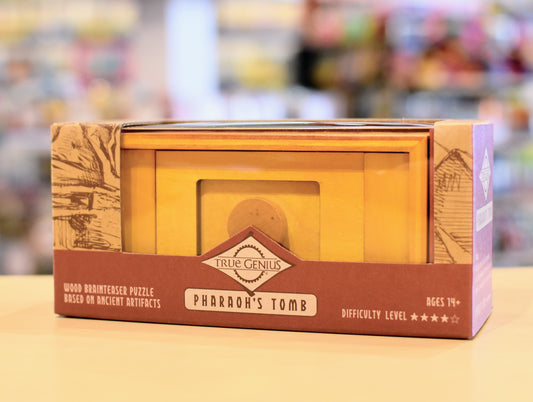 TRUE GENIUS
PHARAOH'S TOMB
WOOD BRAINTEASER PUZZLE
BASED ON ANCIENT ARTIFACTS
AGES 14+
DIFFICULTY LEVEL ★★★★☆